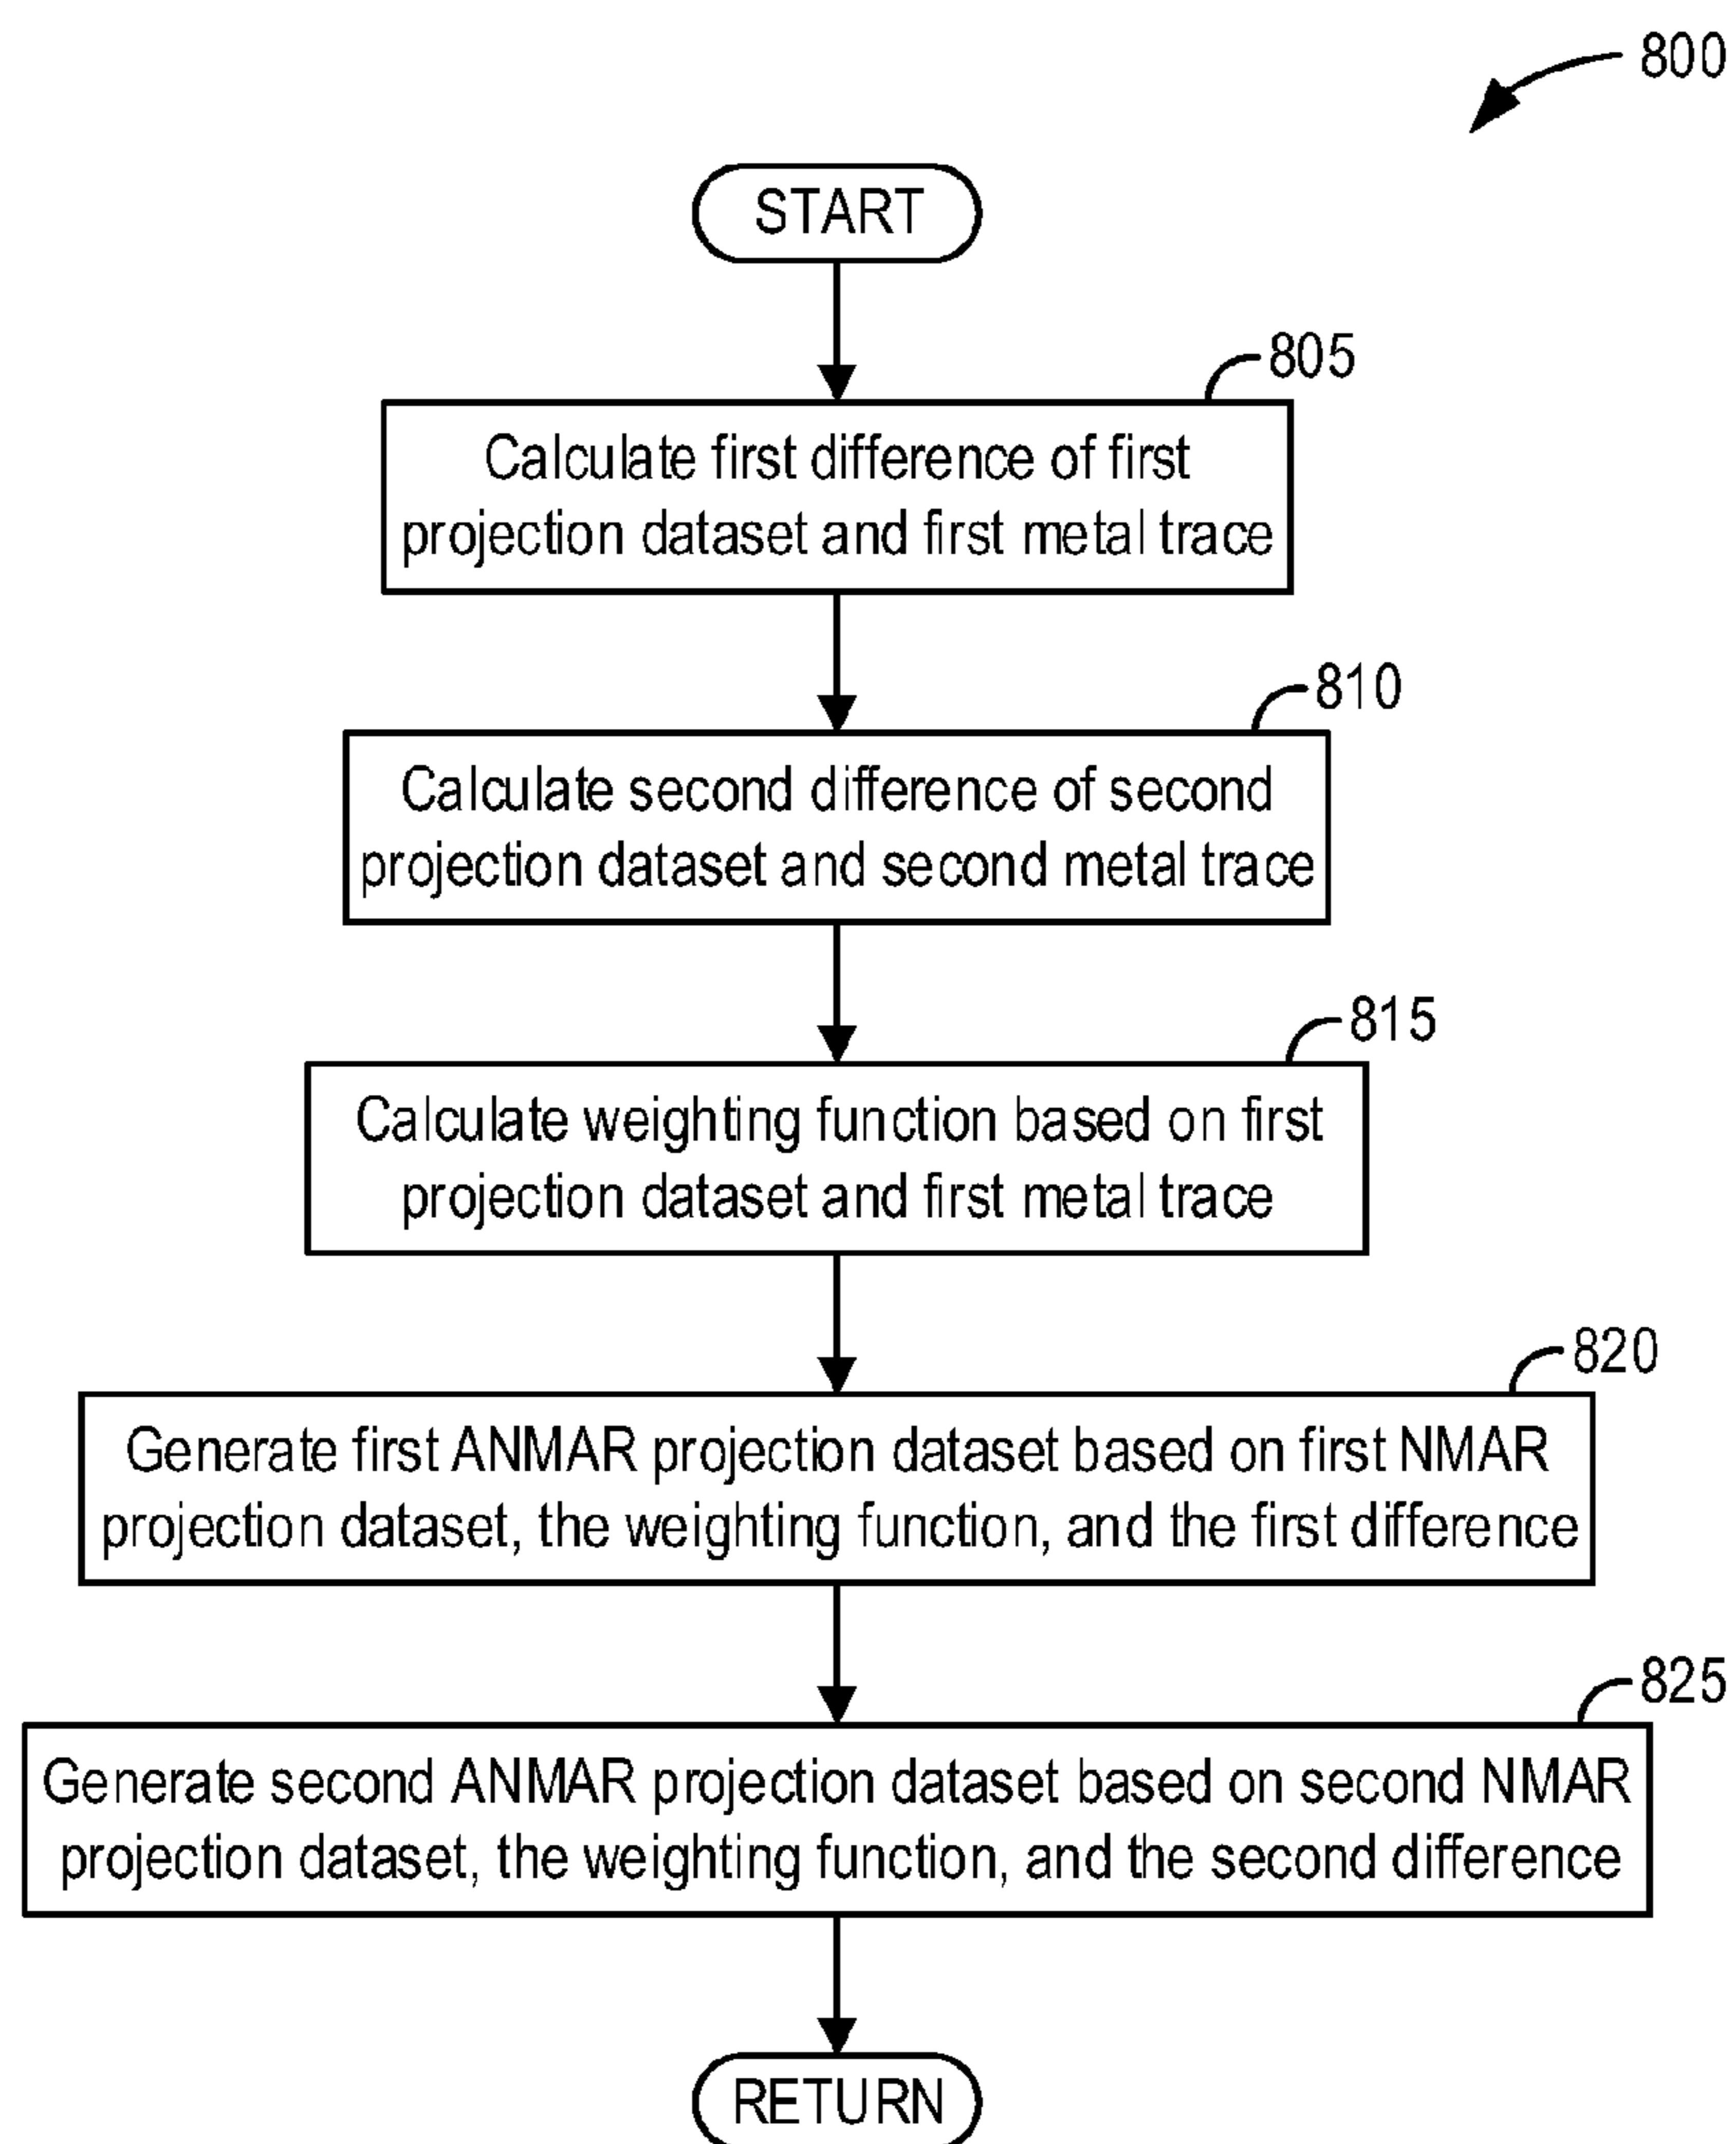 800
START
805
Calculate first difference of first
projection dataset and first metal trace
810
Calculate second difference of second
projection dataset and second metal trace
815
Calculate weighting function based on first
projection dataset and first metal trace
820
Generate first ANMAR projection dataset based on first NMAR
projection dataset, the weighting function, and the first difference
825
Generate second ANMAR projection dataset based on second NMAR
projection dataset, the weighting function, and the second difference
RETURN